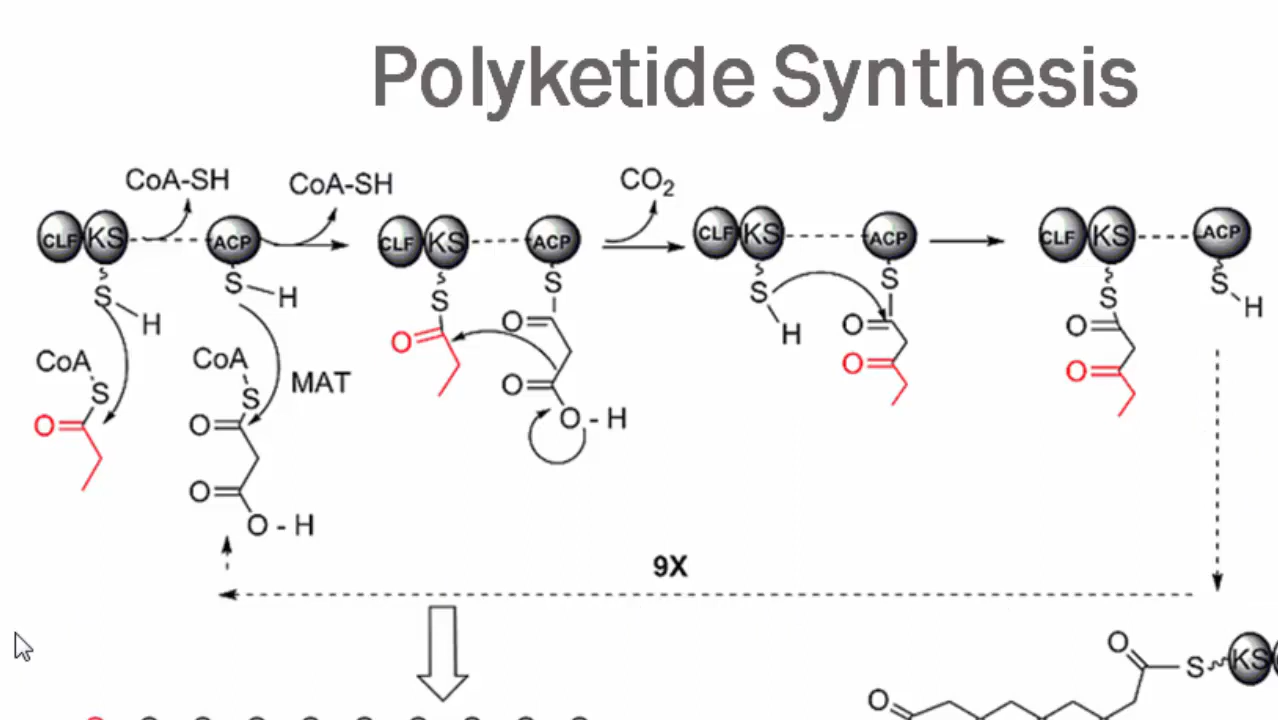 Polyketide Synthesis
CoA-SH CoA-SH CO2
CLF KS ACP CLF KS ACP CLF KS ACP CLF KS ACP
S H S H S S S S S S H
H
CoA CoA O O O O
S S MAT O O O O
O O O - H
O
O - H
9X
O
S KS
O